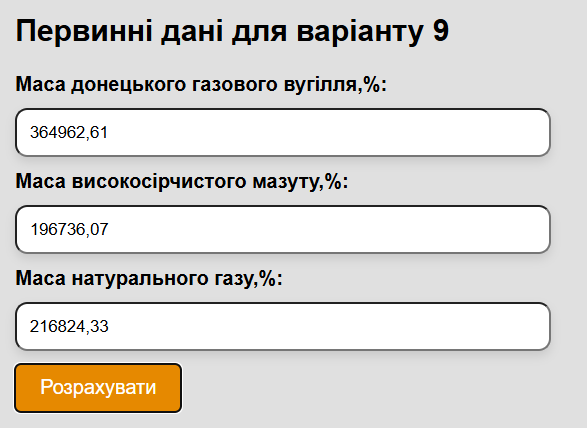 Первинні дані для варіанту 9
Маса донецького газового вугілля,%:
364962,61
Маса високосірчистого мазуту,%:
196736,07
Маса натурального газу,%:
216824,33
Розрахувати